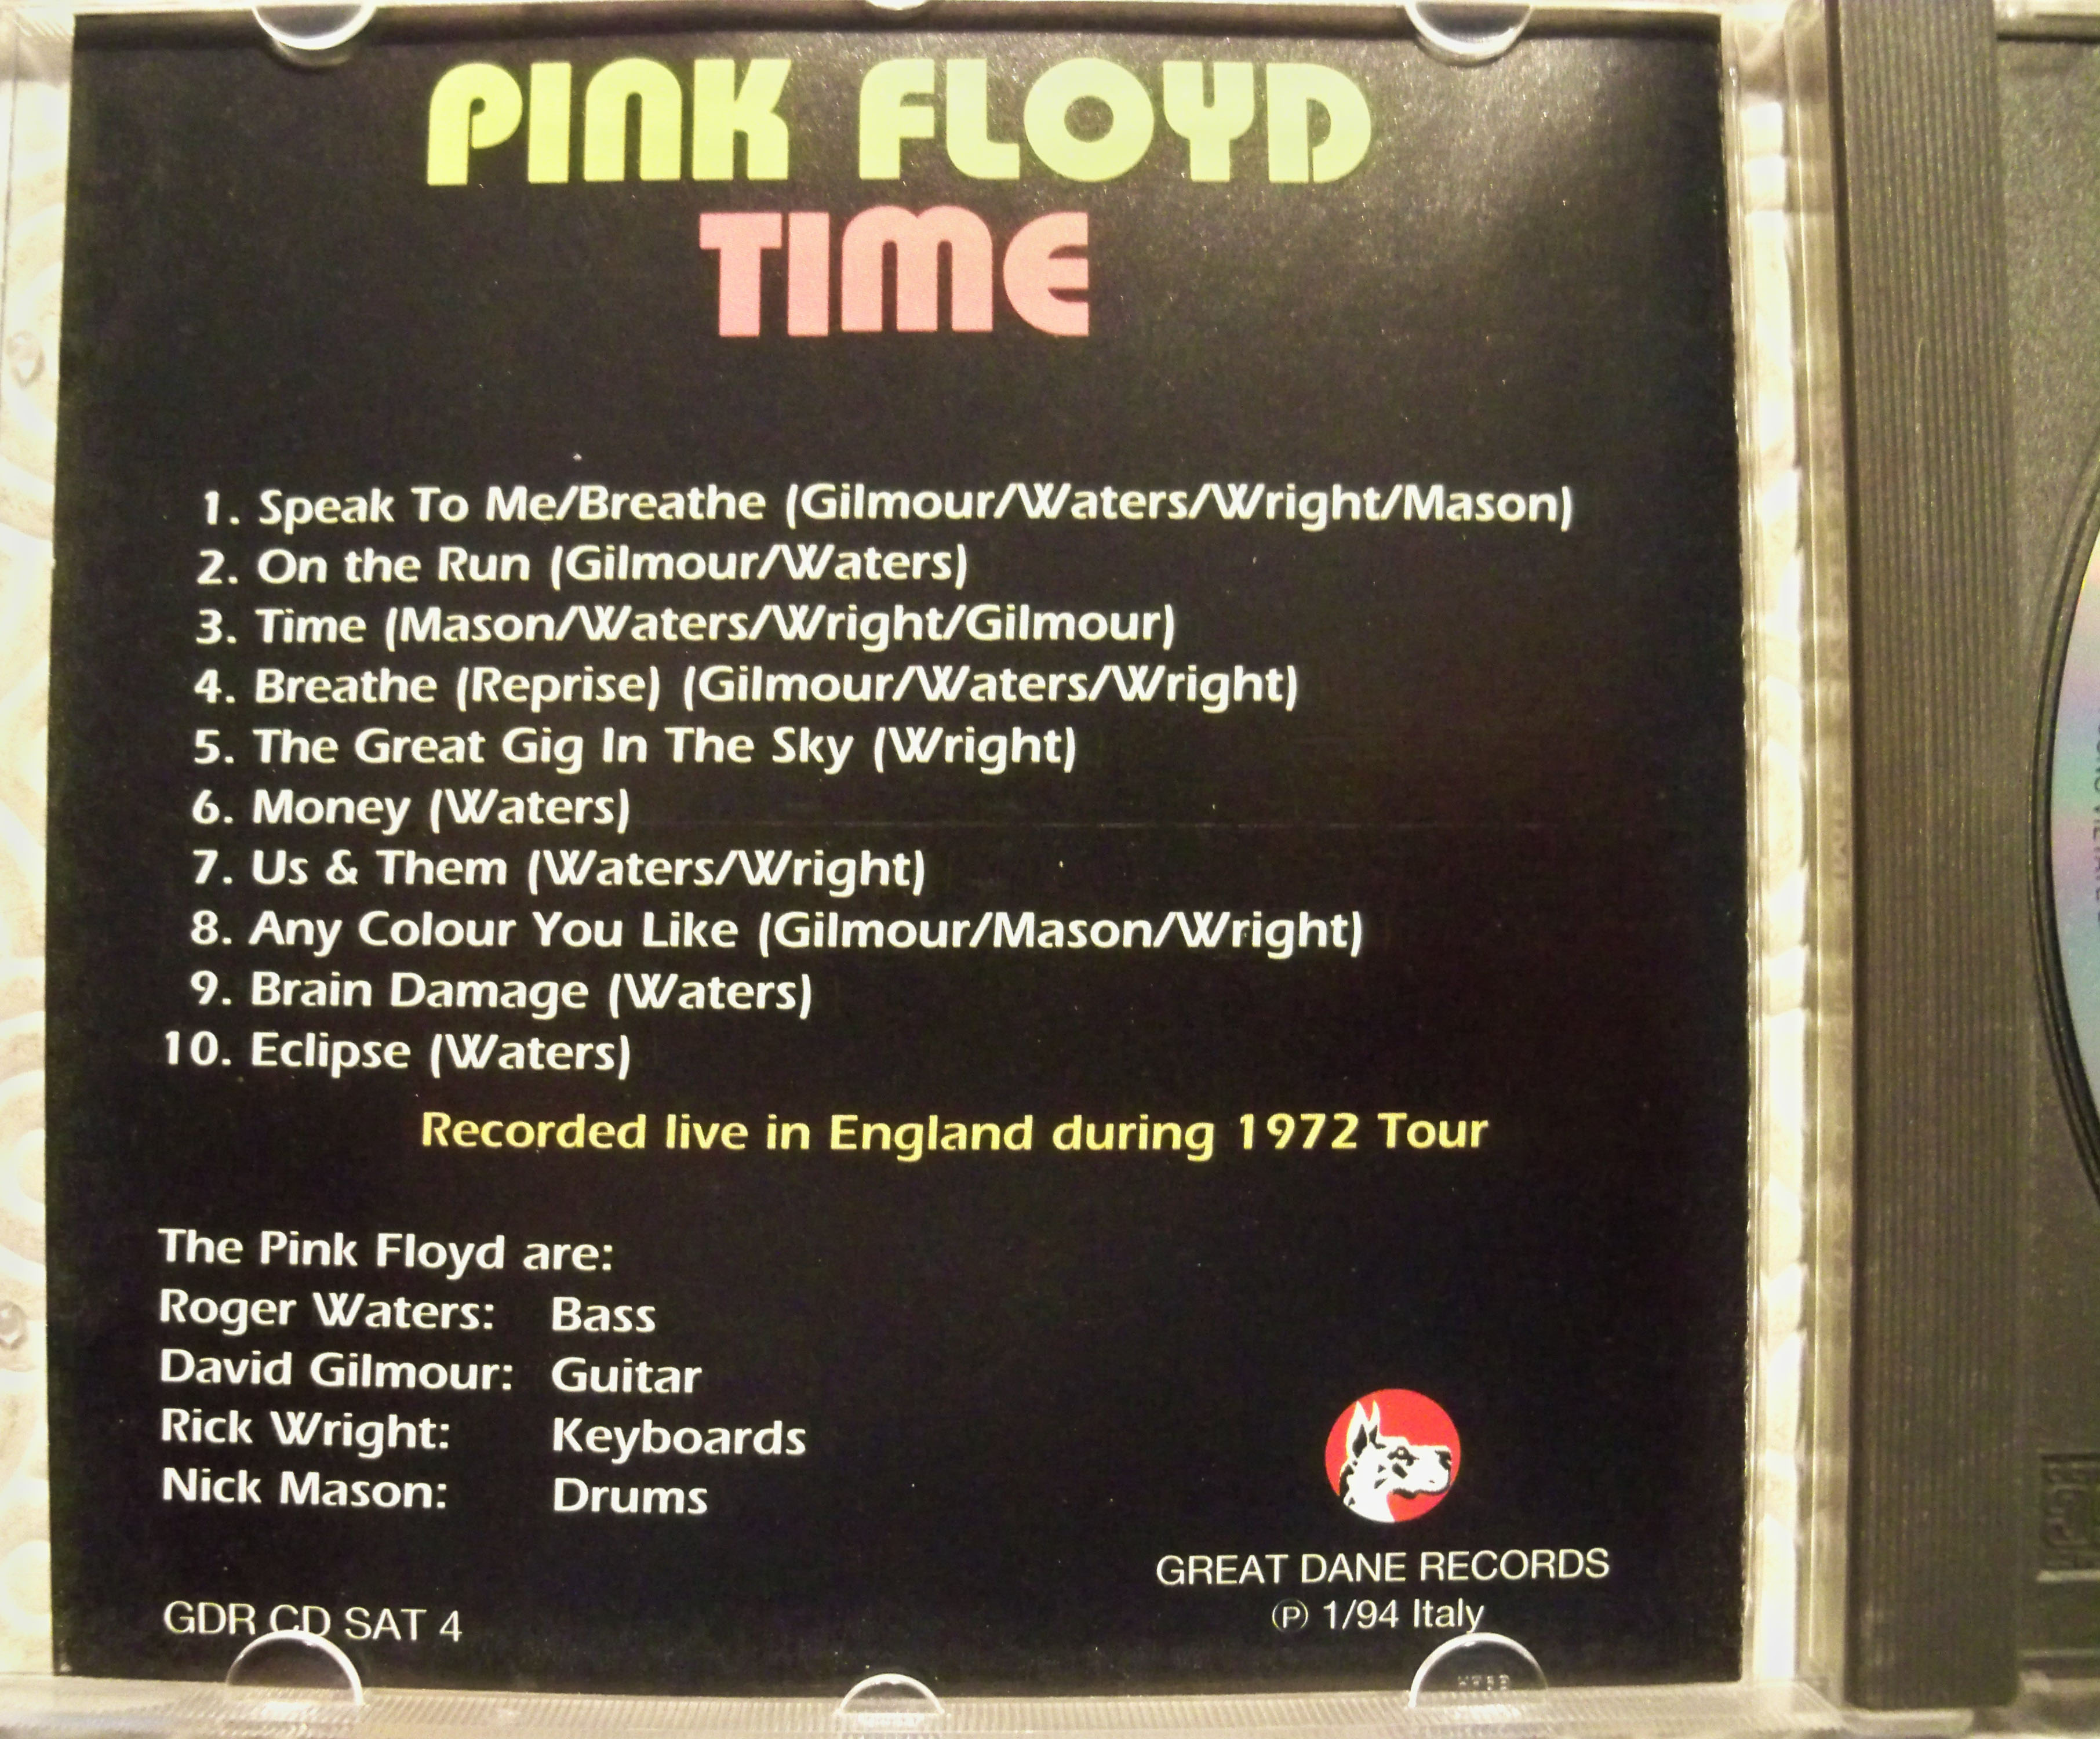 PINK FLOYD
TIME
1. Speak To Me/Breathe (Gilmour/Waters/Wright/Mason)
2. On the Run (Gilmour/Waters)
3. Time (Mason/Waters/Wright/Gilmour)
4. Breathe (Reprise) (Gilmour/Waters/Wright)
5. The Great Gig In The Sky (Wright)
6. Money (Waters)
7. Us & Them (Waters/Wright)
8. Any Colour You Like (Gilmour/Mason/Wright)
9. Brain Damage (Waters)
10. Eclipse (Waters)
Recorded live in England during 1972 Tour
The Pink Floyd are:
Roger Waters: Bass
David Gilmour: Guitar
Rick Wright: Keyboards
Nick Mason: Drums
GREAT DANE RECORDS
℗ 1/94 Italy
GDR CD SAT 4